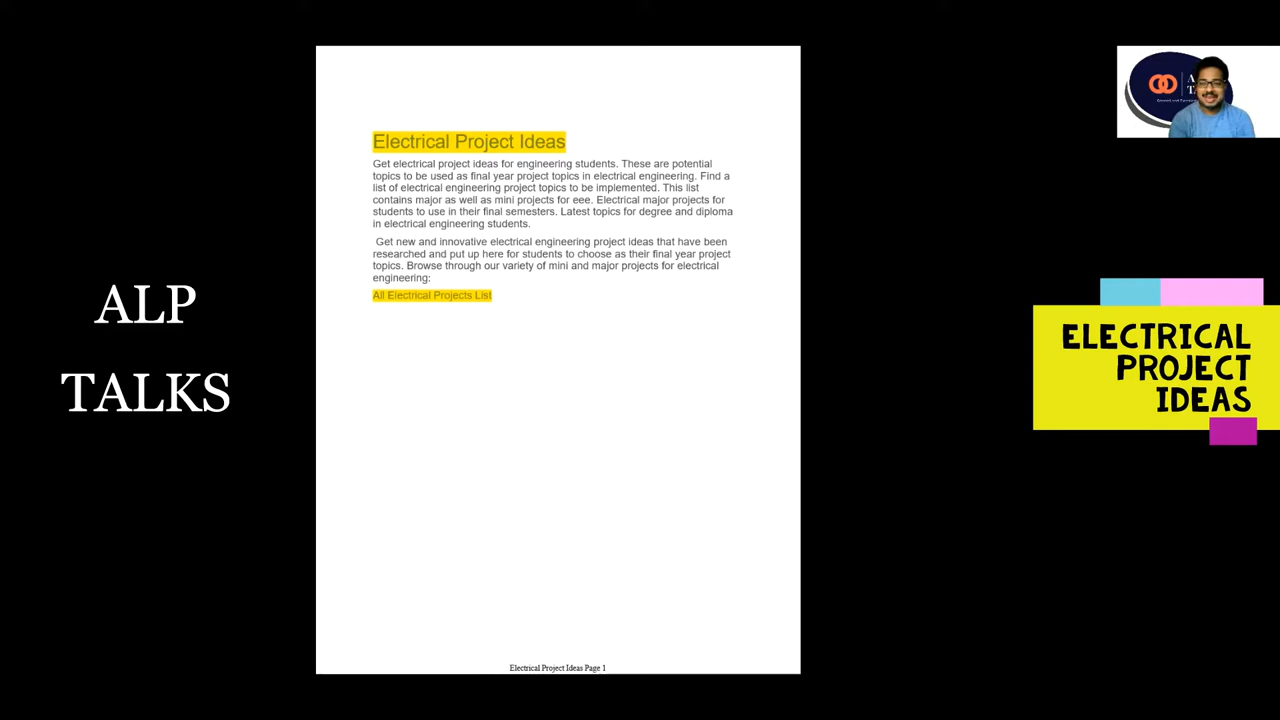 Electrical Project Ideas
Get electrical project ideas for engineering students. These are potential
topics to be used as final year project topics in electrical engineering. Find a
list of electrical engineering project topics to be implemented. This list
contains major as well as mini projects for eee. Electrical major projects for
students to use in their final semesters. Latest topics for degree and diploma
in electrical engineering students.
Get new and innovative electrical engineering project ideas that have been
researched and put up here for students to choose as their final year project
topics. Browse through our variety of mini and major projects for electrical
engineering:
All Electrical Projects List
Electrical Project Ideas Page 1
ALP
TALKS
ELECTRICAL
PROJECT
IDEAS